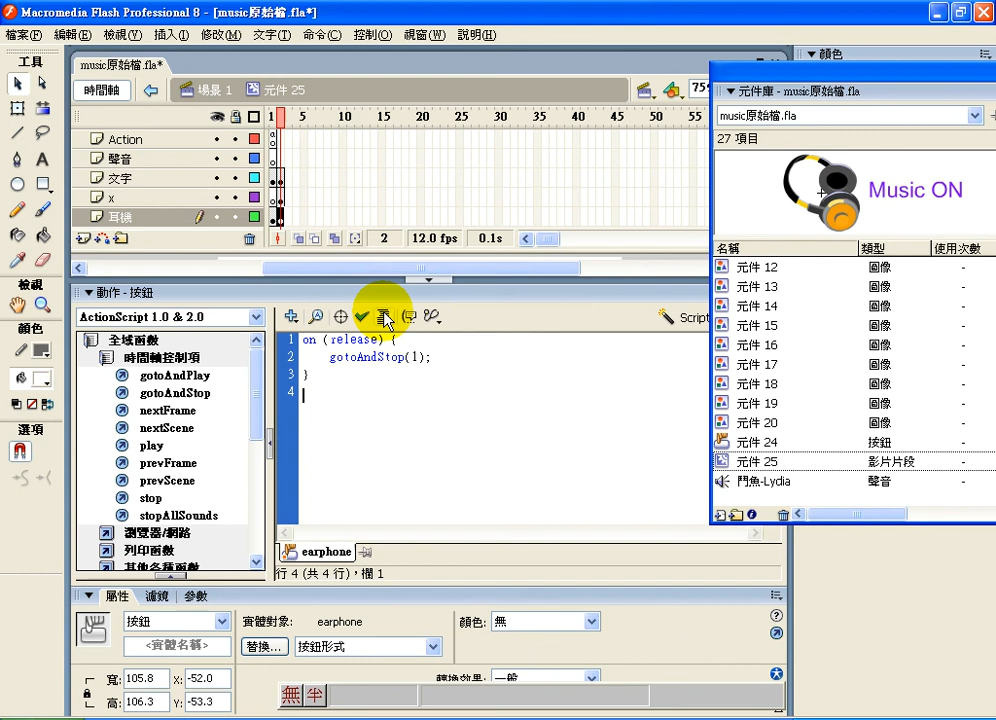 Macromedia Flash Professional 8 - [music原始檔.fla*]
檔案(F) 編輯(E) 檢視(V) 插入(I) 修改(M) 文字(T) 命令(C) 控制(O) 視窗(W) 說明(H)
工具
檢視
顏色
選項
music原始檔.fla*
時間軸 場景 1 元件 25 75%
1 5 10 15 20 25 30 35 40 45 50 55
Action
聲音
文字
x
耳機
2 12.0 fps 0.1s
動作 - 按鈕
ActionScript 1.0 & 2.0
全域函數
時間軸控制項
gotoAndPlay
gotoAndStop
nextFrame
nextScene
play
prevFrame
prevScene
stop
stopAllSounds
瀏覽器/網路
列印函數
其他各種函數
Script
1 on (release) {
2 gotoAndStop(1);
3 }
4
earphone
行 4 (共 4 行)，欄 1
屬性 濾鏡 參數
按鈕
<實體名稱>
實體對象: earphone
替換... 按鈕形式
顏色: 無
寬: 105.8 X: -52.0
高: 106.3 Y: -53.3
一般
無 半
顏色
元件庫 - music原始檔.fla
music原始檔.fla
27 項目
Music ON
名稱 類型 使用次數
元件 12 圖像 -
元件 13 圖像 -
元件 14 圖像 -
元件 15 圖像 -
元件 16 圖像 -
元件 17 圖像 -
元件 18 圖像 -
元件 19 圖像 -
元件 20 圖像 -
元件 24 按鈕 -
元件 25 影片片段 -
鬥魚-Lydia 聲音 -